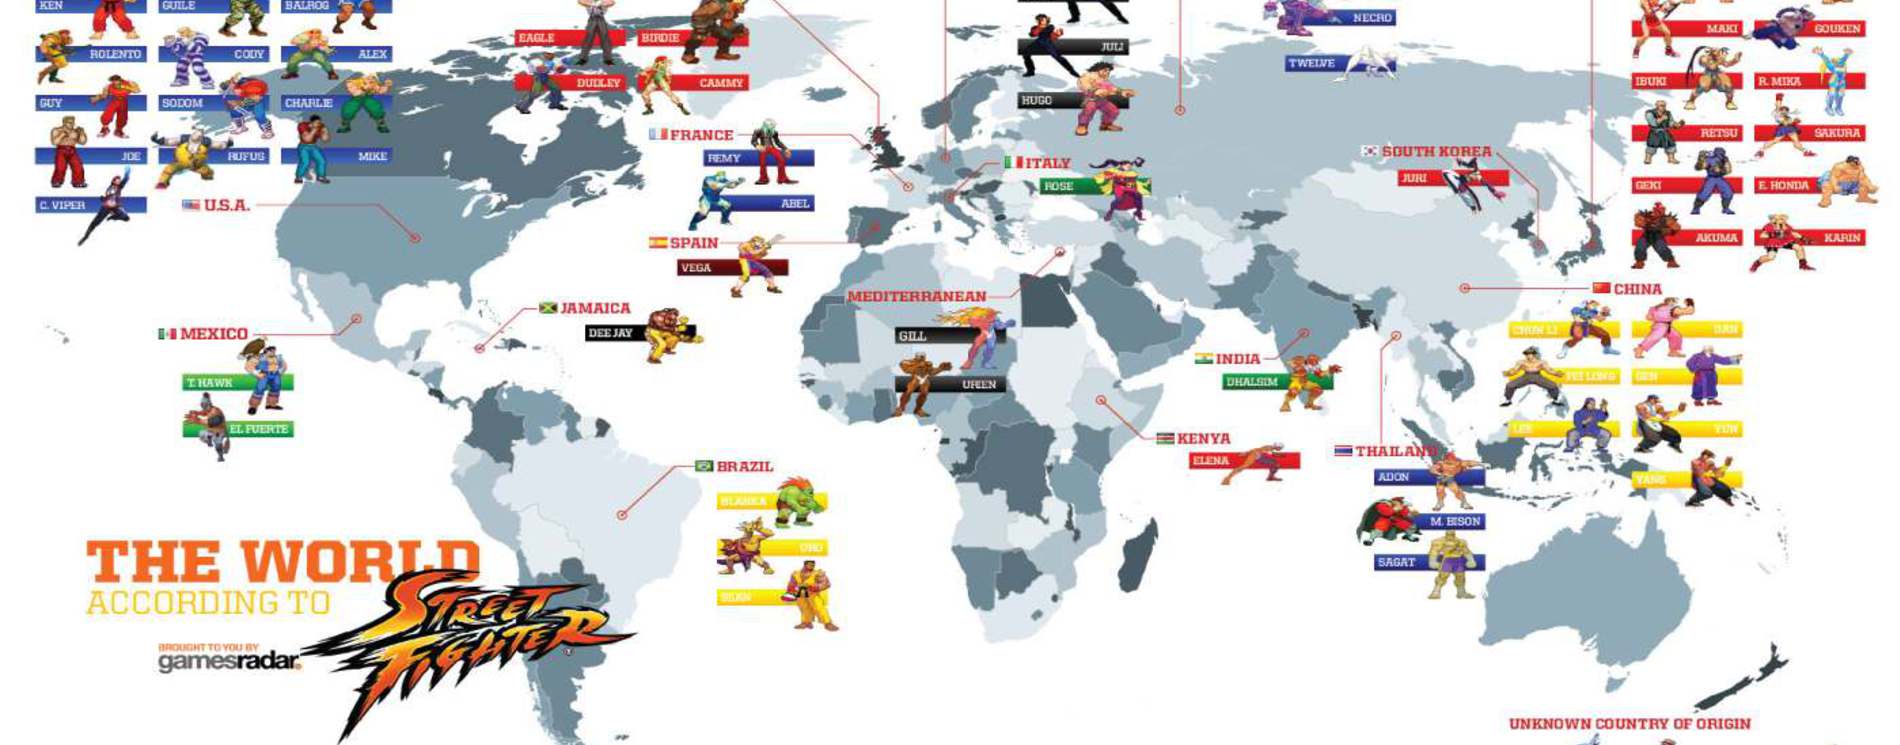 KEN
GUILE
BALROG
ROLENTO
CODY
ALEX
GUY
SODOM
CHARLIE
JOE
RUFUS
MIKE
C. VIPER
U.S.A.
EAGLE
BIRDIE
DUDLEY
CAMMY
FRANCE
REMY
ABEL
SPAIN
VEGA
JULI
HUGO
ITALY
ROSE
NECRO
TWELVE
SOUTH KOREA
JURI
MAKI
GOUKEN
IBUKI
R. MIKA
RETSU
SAKURA
GEKI
E. HONDA
AKUMA
KARIN
MEXICO
T. HAWK
EL FUERTE
JAMAICA
DEE JAY
MEDITERRANEAN
GILL
URIEN
INDIA
DHALSIM
KENYA
ELENA
THAILAND
ADON
M. BISON
SAGAT
CHINA
CHUN LI
DAN
FEI LONG
GEN
LEE
YUN
YANG
BRAZIL
BLANKA
ORO
SEAN
THE WORLD
ACCORDING TO
STREET
FIGHTER
BROUGHT TO YOU BY
gamesradar.
UNKNOWN COUNTRY OF ORIGIN